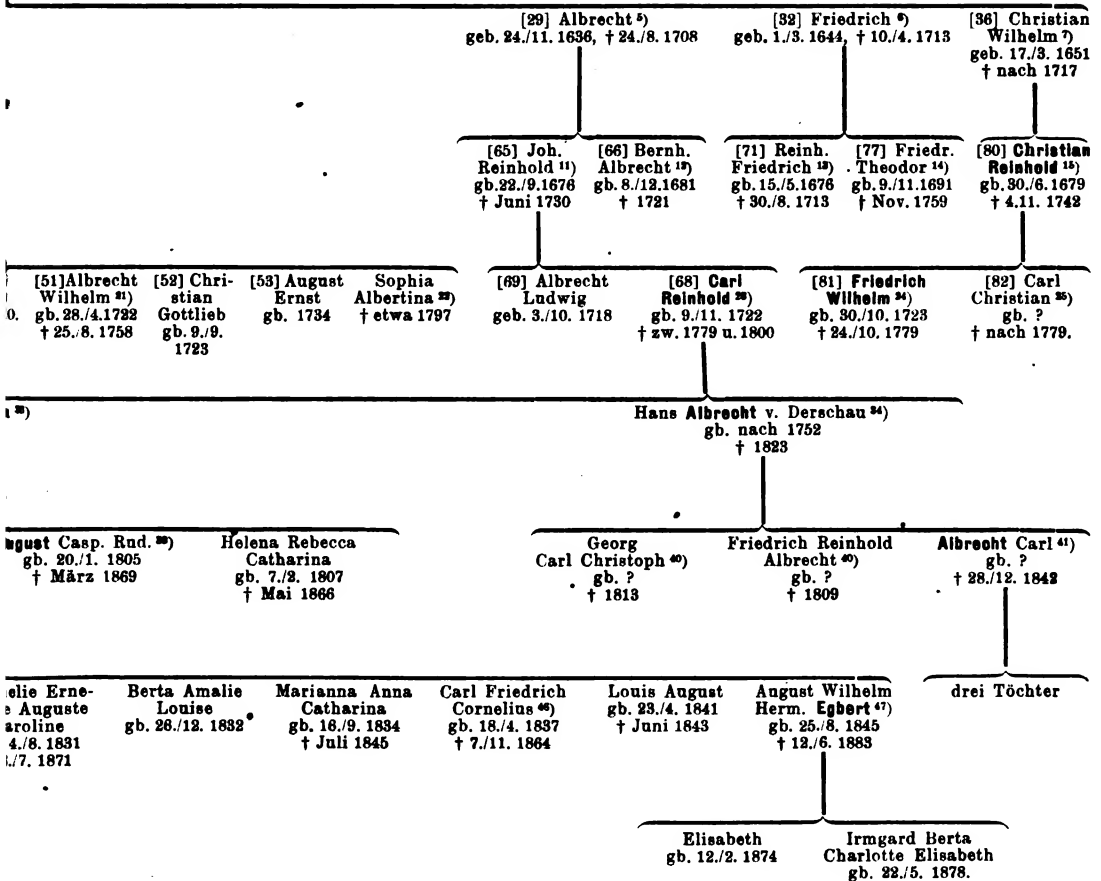 [29] Albrecht ⁵)
geb. 24./11. 1636, † 24./8. 1708
[32] Friedrich ⁶)
geb. 1./3. 1644, † 10./4. 1713
[36] Christian
Wilhelm ⁷)
geb. 17./3. 1651
† nach 1717
[65] Joh.
Reinhold ¹¹)
gb. 22./9. 1676
† Juni 1730
[66] Bernh.
Albrecht ¹²)
gb. 8./12. 1681
† 1721
[71] Reinh.
Friedrich ¹³)
gb. 15./5. 1676
† 30./8. 1713
[77] Friedr.
Theodor ¹⁴)
gb. 9./11. 1691
† Nov. 1759
[80] Christian
Reinhold ¹⁵)
gb. 30./6. 1679
† 4.11. 1742
0.
[51] Albrecht
Wilhelm ²¹)
gb. 28./4. 1722
† 25./8. 1758
[52] Chri-
stian
Gottlieb
gb. 9./9.
1723
[53] August
Ernst
gb. 1734
Sophia
Albertina ²²)
† etwa 1797
[69] Albrecht
Ludwig
geb. 3./10. 1718
[68] Carl
Reinhold ²³)
gb. 9./11. 1722
† zw. 1779 u. 1800
[81] Friedrich
Wilhelm ²⁴)
gb. 30./10. 1723
† 24./10. 1779
[82] Carl
Christian ²⁵)
gb. ?
† nach 1779.
Hans Albrecht v. Derschau ³⁴)
gb. nach 1752
† 1823
ugust Casp. Rud. ³⁹)
gb. 20./1. 1805
† März 1869
Helena Rebecca
Catharina
gb. 7./2. 1807
† Mai 1866
Georg
Carl Christoph ⁴⁰)
gb. ?
† 1813
Friedrich Reinhold
Albrecht ⁴⁰)
gb. ?
† 1809
Albrecht Carl ⁴¹)
gb. ?
† 28./12. 1842
elie Erne-
e Auguste
aroline
4./8. 1831
./7. 1871
Berta Amalie
Louise
gb. 26./12. 1832
Marianna Anna
Catharina
gb. 16./9. 1834
† Juli 1845
Carl Friedrich
Cornelius ⁴⁶)
gb. 18./4. 1837
† 7./11. 1864
Louis August
gb. 23./4. 1841
† Juni 1843
August Wilhelm
Herm. Egbert ⁴⁷)
gb. 25./8. 1845
† 12./6. 1883
drei Töchter
Elisabeth
gb. 12./2. 1874
Irmgard Berta
Charlotte Elisabeth
gb. 22./5. 1878.